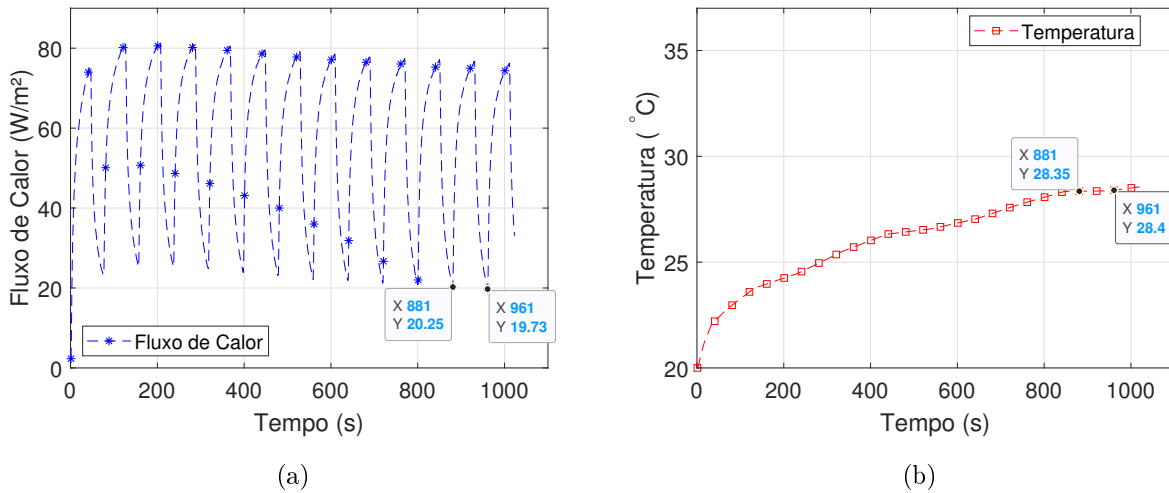 80
60
40
20
0
Fluxo de Calor (W/m²)
X 881
Y 20.25
X 961
Y 19.73
Fluxo de Calor
0 200 400 600 800 1000
Tempo (s)
(a)
35
30
25
20
Temperatura ( °C)
Temperatura
X 881
Y 28.35
X 961
Y 28.4
0 200 400 600 800 1000
Tempo (s)
(b)